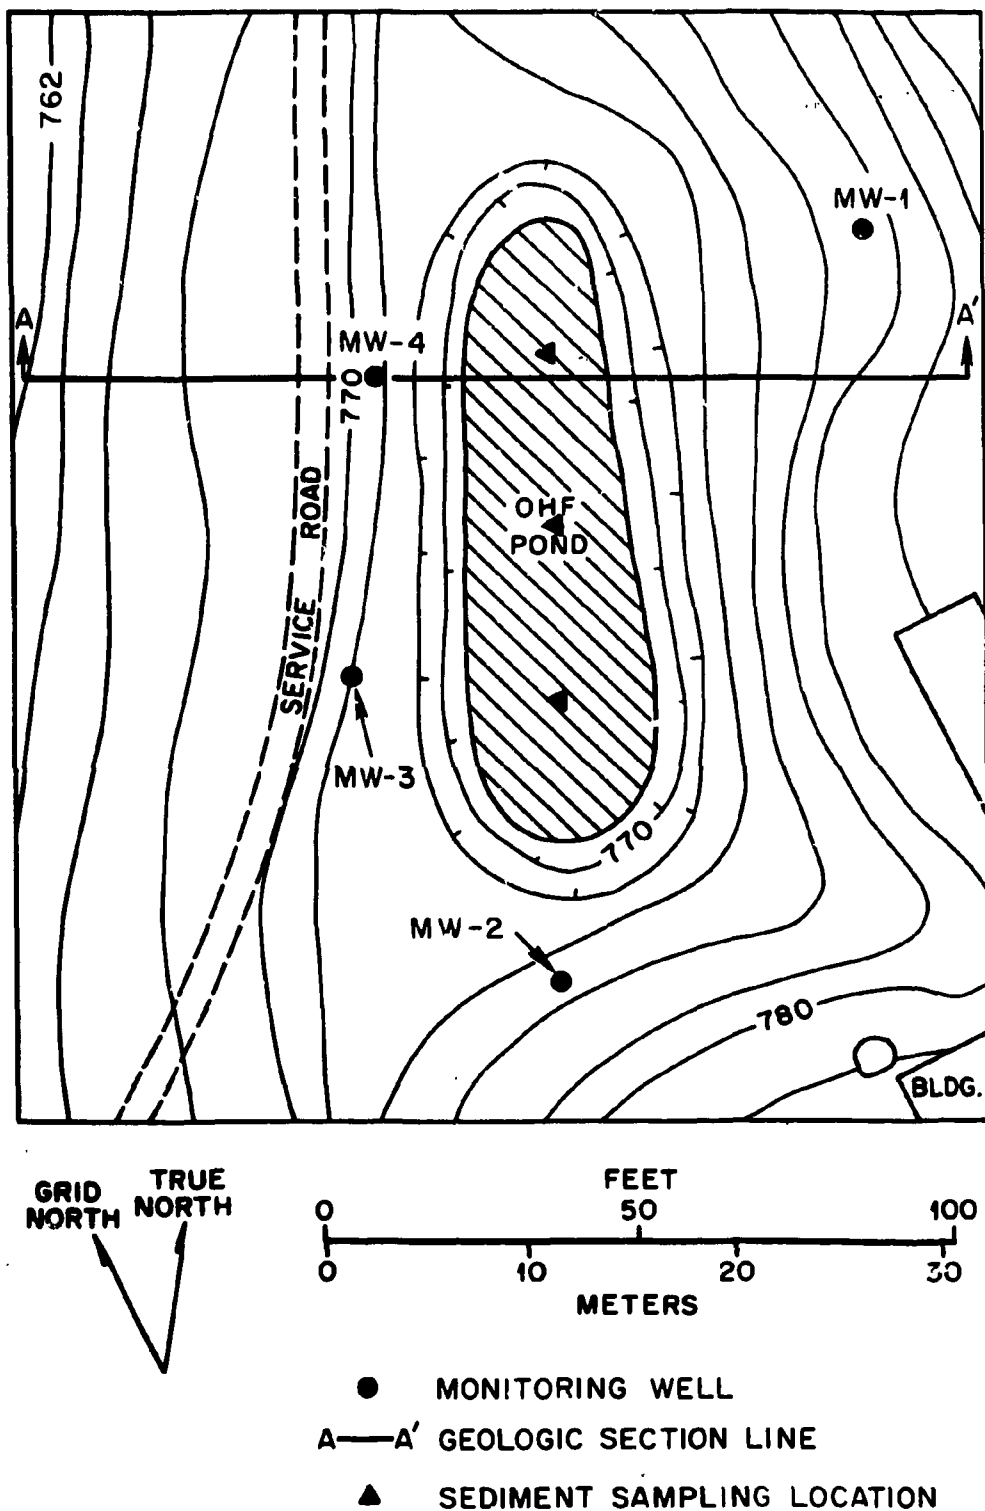 762
MW-1
A
A'
MW-4
770
SERVICE ROAD
OHF
POND
MW-3
770
MW-2
780
BLDG.
GRID
NORTH
TRUE
NORTH
FEET
0 50 100
0 10 20 30
METERS
MONITORING WELL
A—A' GEOLOGIC SECTION LINE
SEDIMENT SAMPLING LOCATION